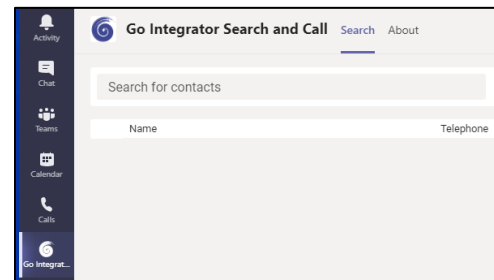 Activity
Chat
Teams
Calendar
Calls
Go Integrat...
Go Integrator Search and Call Search About
Search for contacts
Name Telephone